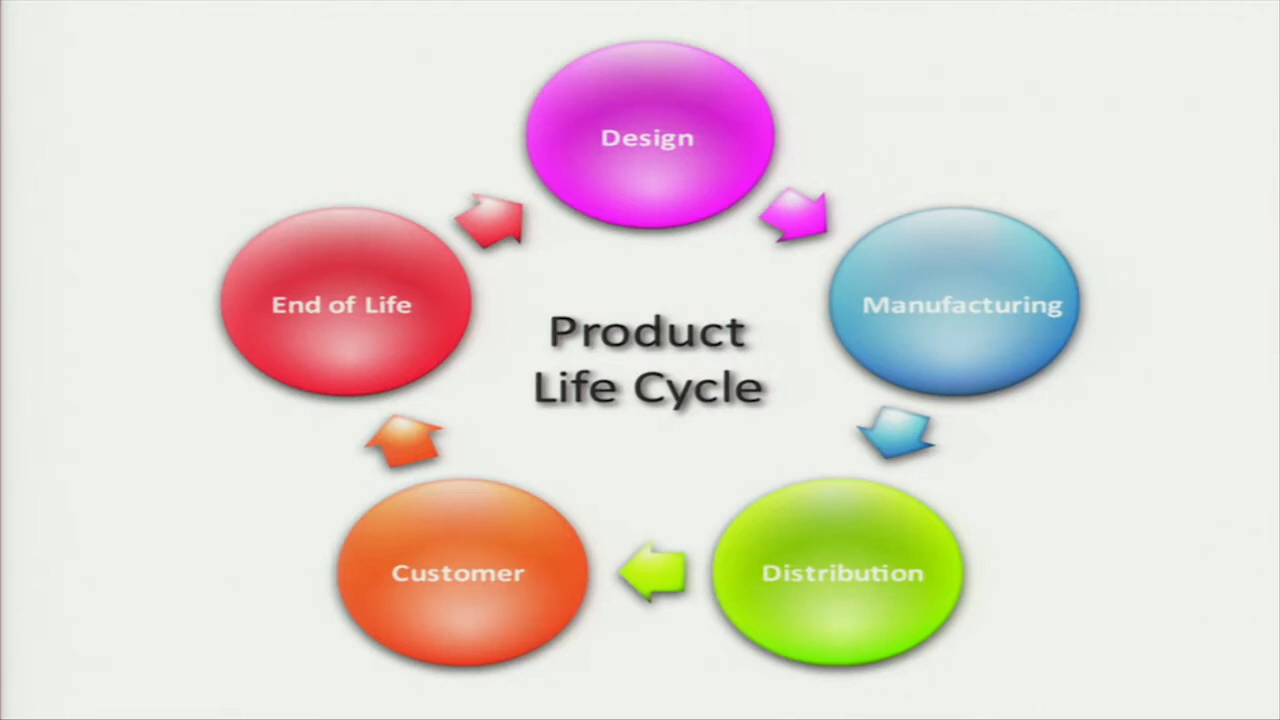 Design
End of Life
Manufacturing
Product
Life Cycle
Customer
Distribution